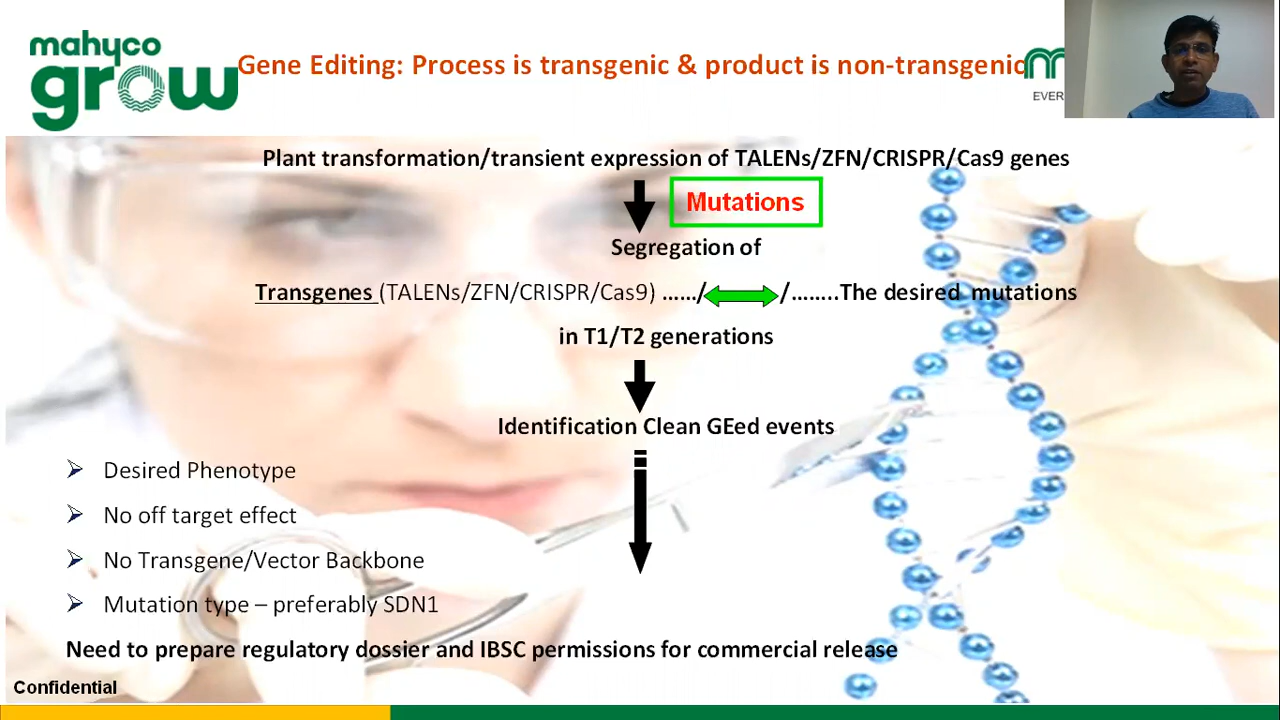 mahyco
grow
Gene Editing: Process is transgenic & product is non-transgenic
EVER
Plant transformation/transient expression of TALENs/ZFN/CRISPR/Cas9 genes
Mutations
Segregation of
Transgenes (TALENs/ZFN/CRISPR/Cas9) ....../ /........The desired mutations
in T1/T2 generations
Identification Clean GEed events
Desired Phenotype
No off target effect
No Transgene/Vector Backbone
Mutation type – preferably SDN1
Need to prepare regulatory dossier and IBSC permissions for commercial release
Confidential